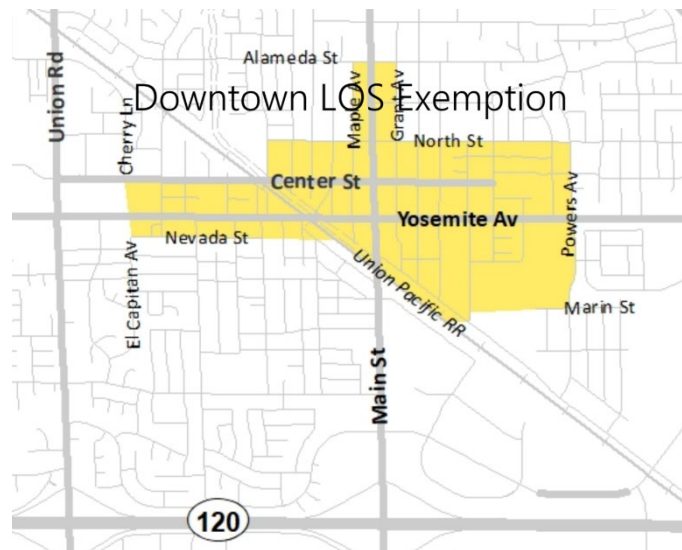 Alameda St
Union Rd
Downtown LOS Exemption
Cherry Ln
Maple Av
Grant Av
North St
Center St
Powers Av
Yosemite Av
Nevada St
El Capitan Av
Union Pacific RR
Marin St
Main St
120